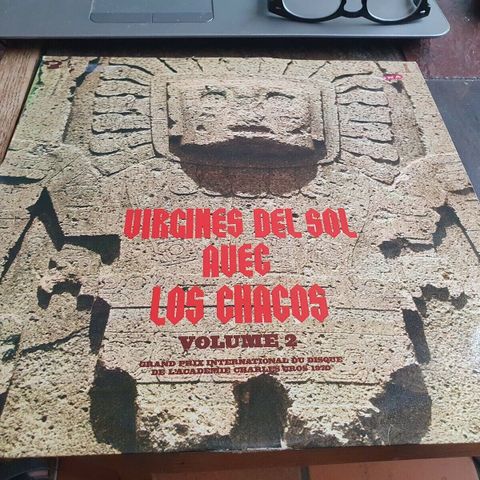 VIRGINES DEL SOL
AVEC
LOS CHACOS
VOLUME 2
GRAND PRIX INTERNATIONAL DU DISQUE
DE L'ACADEMIE CHARLES CROS 1970